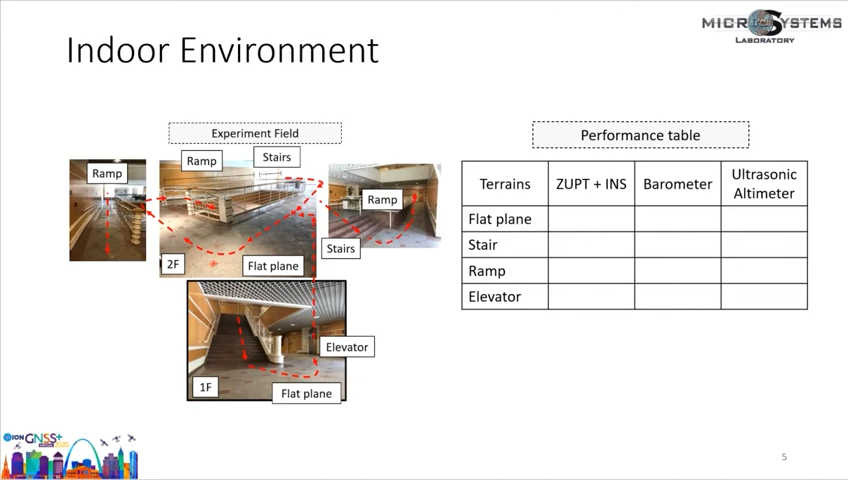 MICROSYSTEMS
LABORATORY
Indoor Environment
Experiment Field
Ramp
Ramp
Stairs
Ramp
Stairs
2F
Flat plane
Elevator
1F
Flat plane
Performance table
Terrains ZUPT + INS Barometer Ultrasonic Altimeter
Flat plane
Stair
Ramp
Elevator
ION GNSS+
2020
5